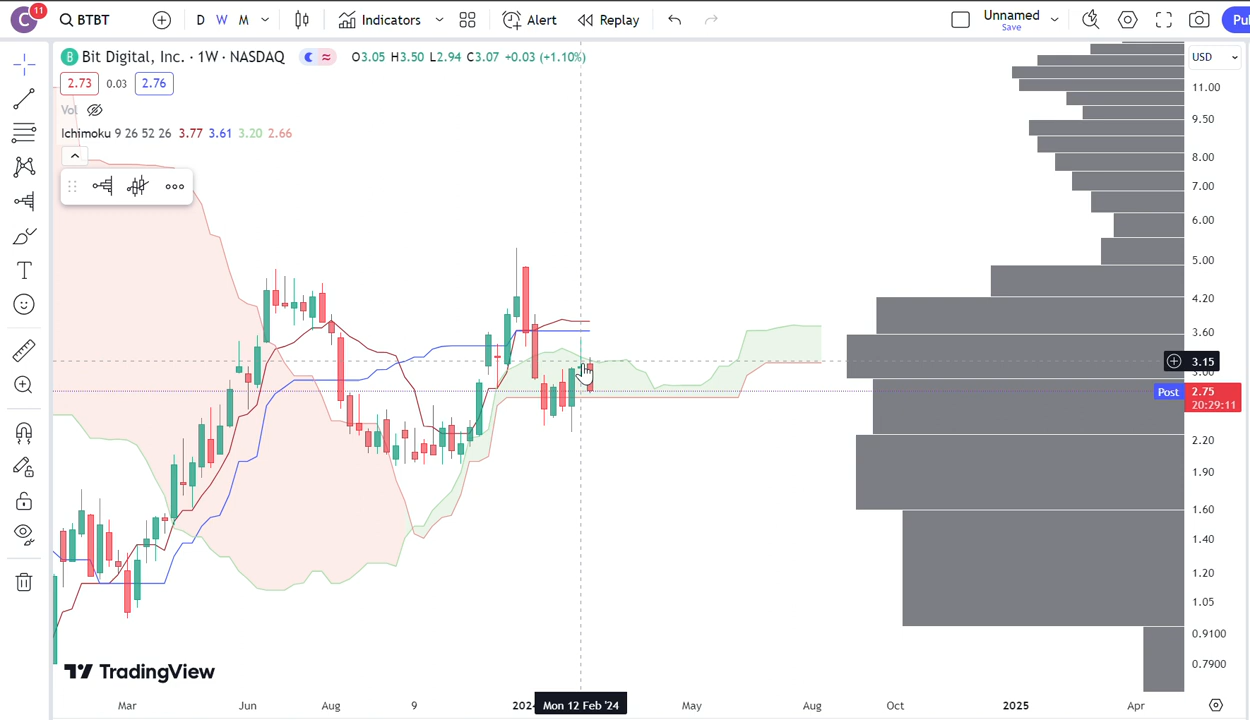 C 11 BTBT D W M Indicators Alert Replay Unnamed Save Pu
B Bit Digital, Inc. · 1W · NASDAQ O3.05 H3.50 L2.94 C3.07 +0.03 (+1.10%) USD
2.73 0.03 2.76
Vol
Ichimoku 9 26 52 26 3.77 3.61 3.20 2.66
11.00
9.50
8.00
7.00
6.00
5.00
4.20
3.60
3.15
3.00
Post 2.75
20:29:11
2.20
1.90
1.60
1.40
1.20
1.05
0.9100
0.7900
TradingView
Mar Jun Aug 9 2024 Mon 12 Feb '24 May Aug Oct 2025 Apr